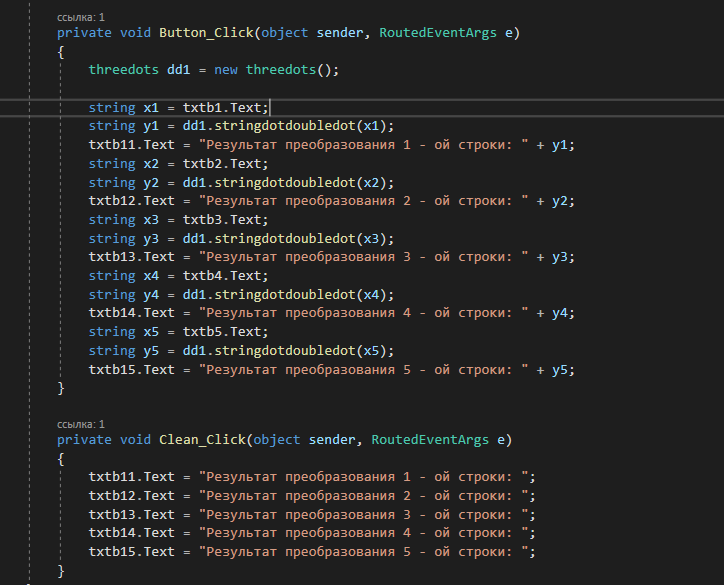 ссылка: 1
private void Button_Click(object sender, RoutedEventArgs e)
{
threedots dd1 = new threedots();
string x1 = txtb1.Text;
string y1 = dd1.stringdotdoubledot(x1);
txtb11.Text = "Результат преобразования 1 - ой строки: " + y1;
string x2 = txtb2.Text;
string y2 = dd1.stringdotdoubledot(x2);
txtb12.Text = "Результат преобразования 2 - ой строки: " + y2;
string x3 = txtb3.Text;
string y3 = dd1.stringdotdoubledot(x3);
txtb13.Text = "Результат преобразования 3 - ой строки: " + y3;
string x4 = txtb4.Text;
string y4 = dd1.stringdotdoubledot(x4);
txtb14.Text = "Результат преобразования 4 - ой строки: " + y4;
string x5 = txtb5.Text;
string y5 = dd1.stringdotdoubledot(x5);
txtb15.Text = "Результат преобразования 5 - ой строки: " + y5;
}
ссылка: 1
private void Clean_Click(object sender, RoutedEventArgs e)
{
txtb11.Text = "Результат преобразования 1 - ой строки: ";
txtb12.Text = "Результат преобразования 2 - ой строки: ";
txtb13.Text = "Результат преобразования 3 - ой строки: ";
txtb14.Text = "Результат преобразования 4 - ой строки: ";
txtb15.Text = "Результат преобразования 5 - ой строки: ";
}